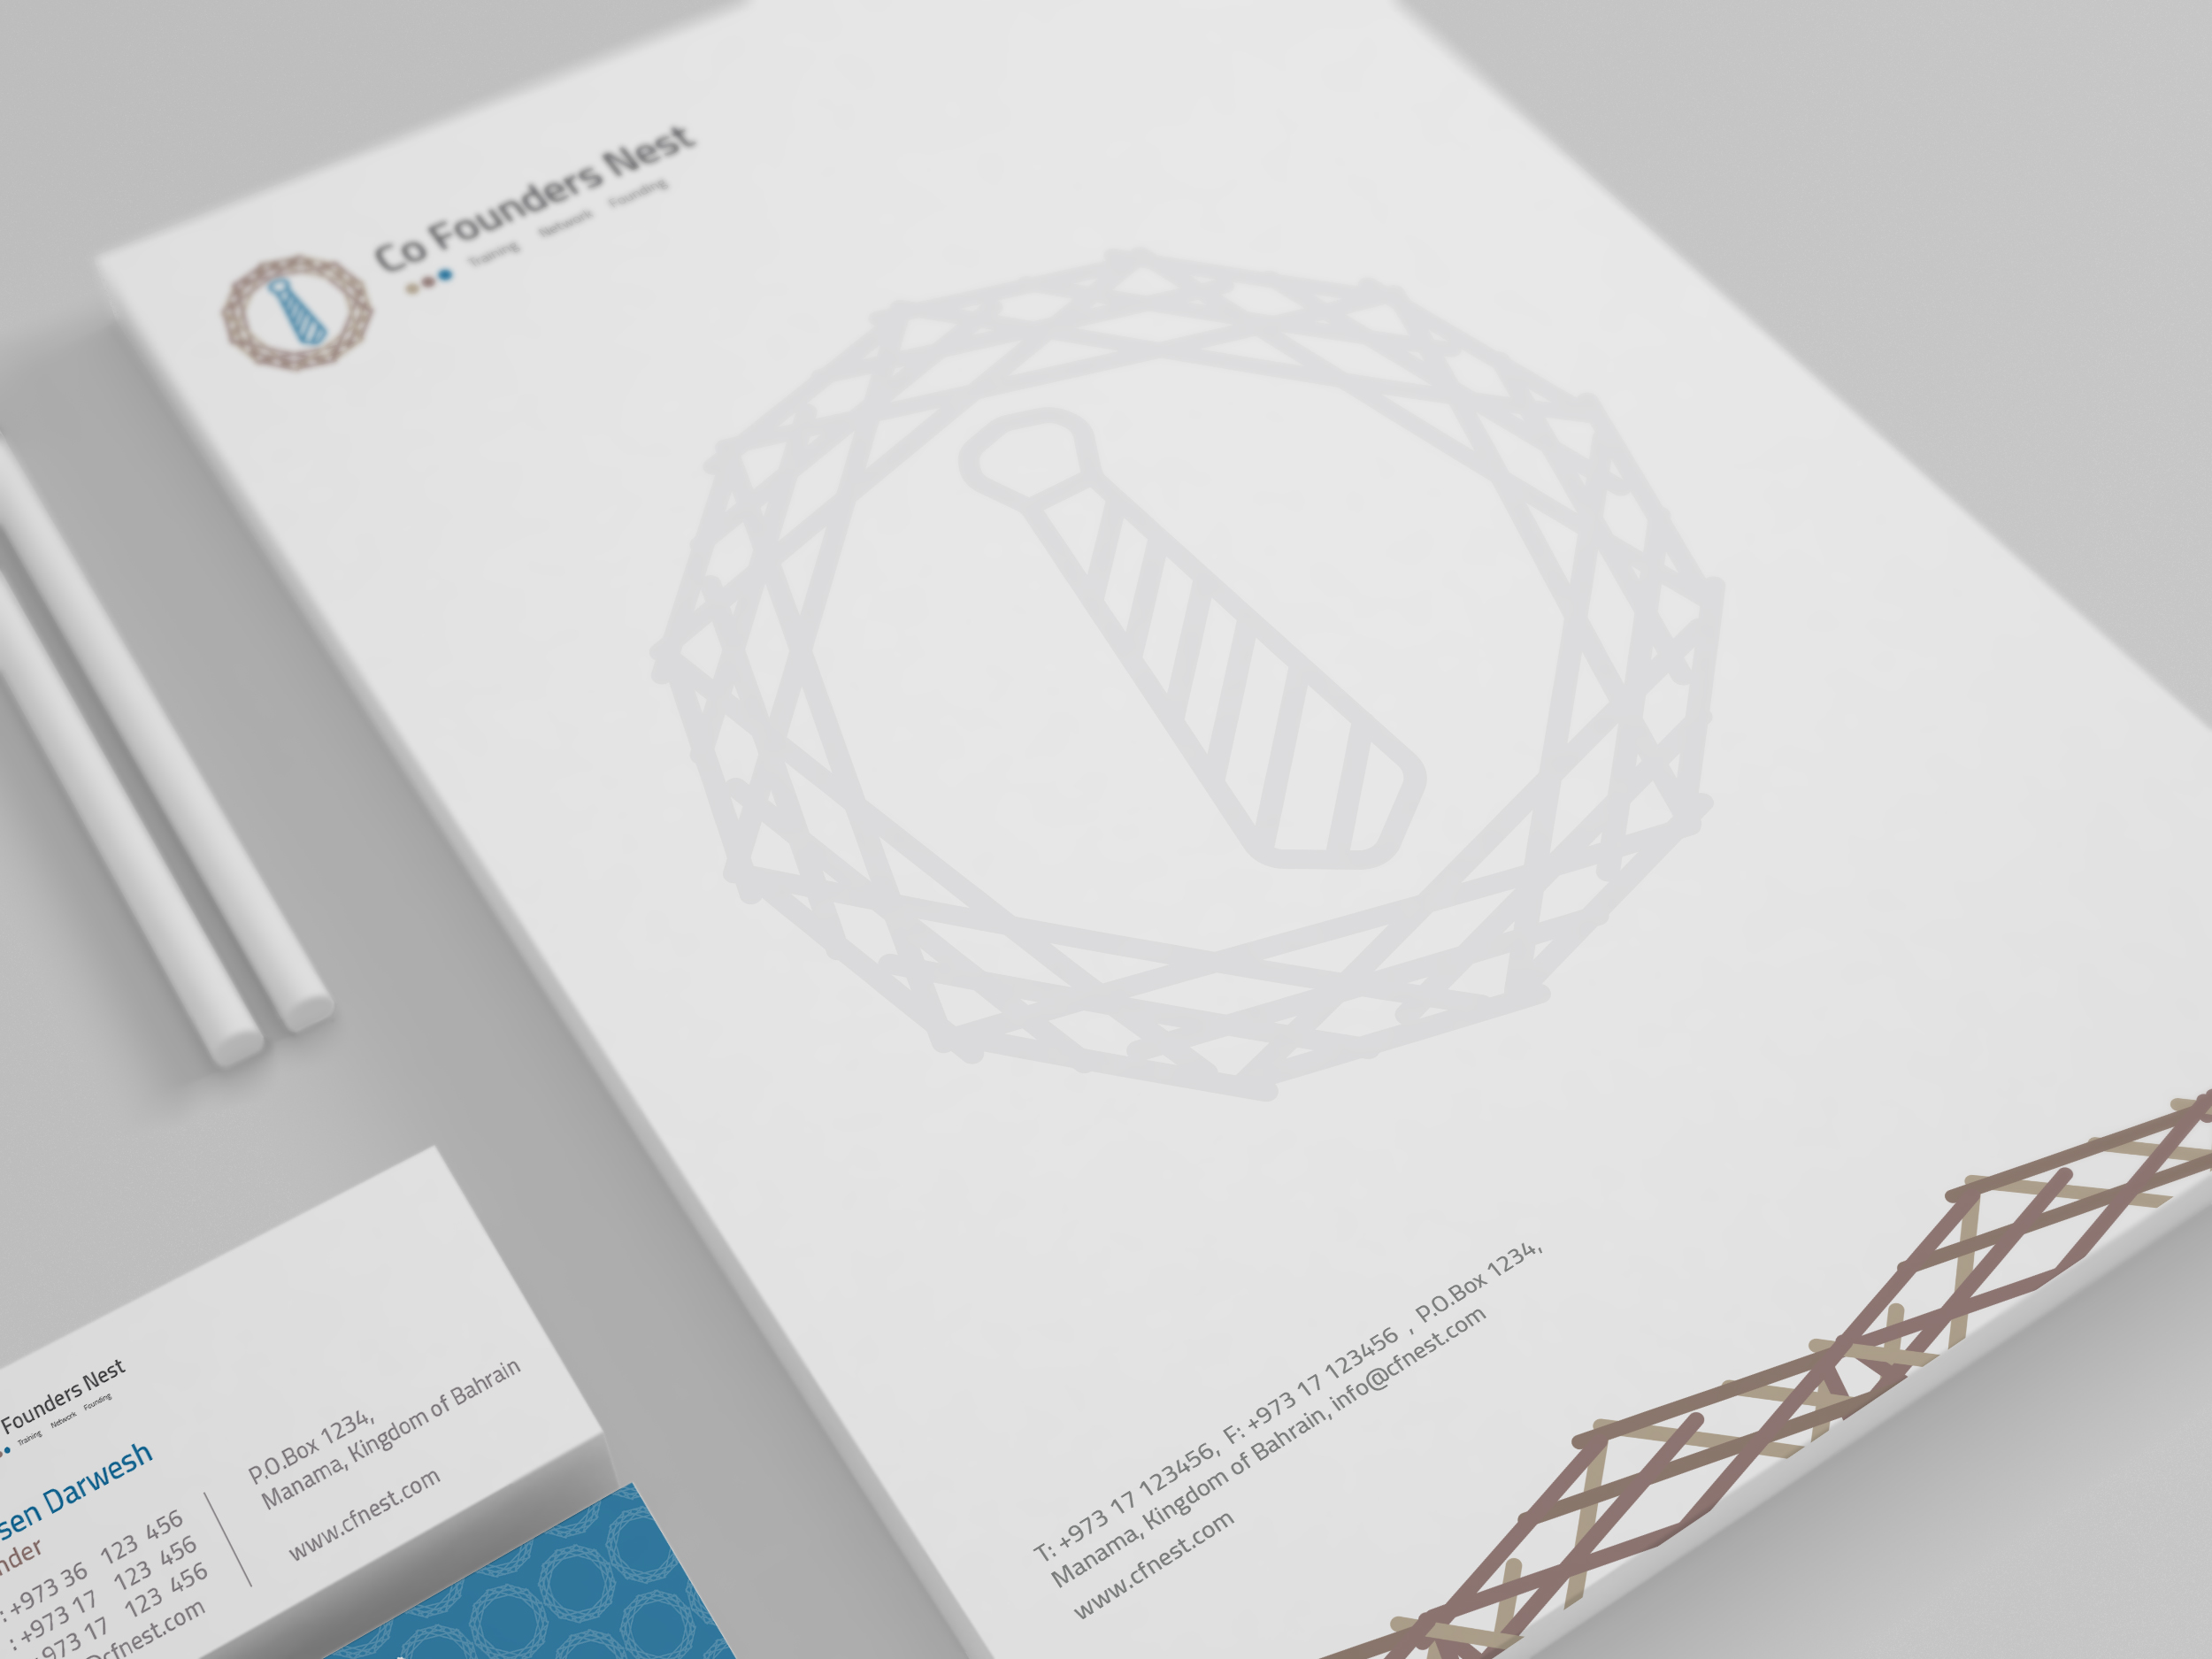 Co Founders Nest
Training Network Founding
T: +973 17 123456, F: +973 17 123456 , P.O.Box 1234,
Manama, Kingdom of Bahrain, info@cfnest.com
www.cfnest.com
Founders Nest
Training Network Founding
sen Darwesh
nder
: +973 36 123 456
: +973 17 123 456
973 17 123 456
@cfnest.com
P.O.Box 1234,
Manama, Kingdom of Bahrain
www.cfnest.com